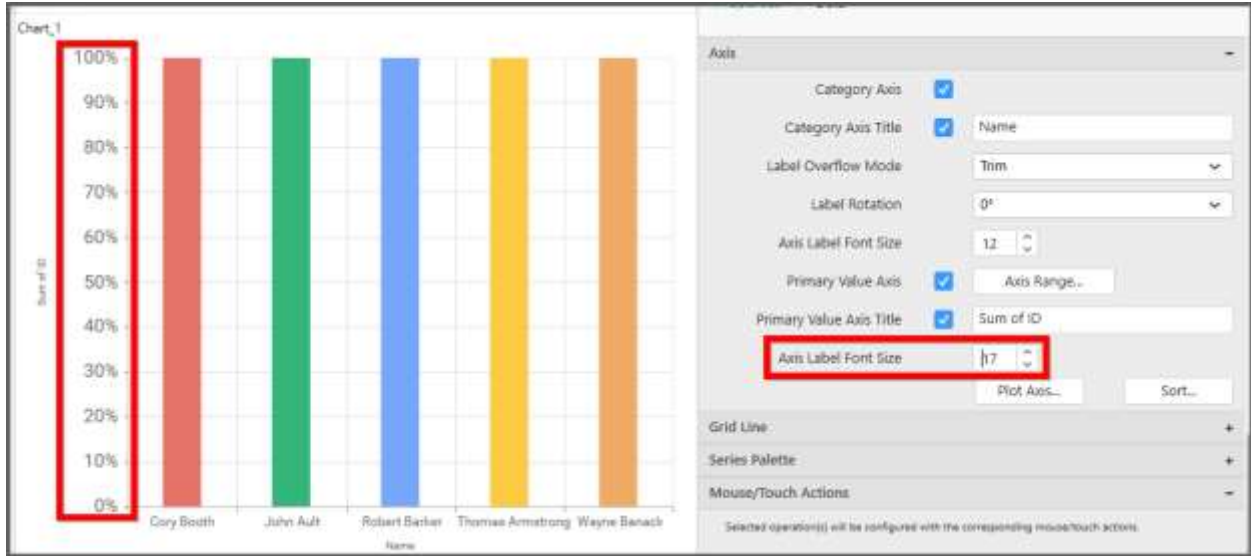 Chart_1
100%
90%
80%
70%
60%
50%
40%
30%
20%
10%
0%
Sum of ID
Cory Booth John Ault Robert Barker Thomas Armstrong Wayne Banack
Name
Axis -
Category Axis
Category Axis Title Name
Label Overflow Mode Trim
Label Rotation 0°
Axis Label Font Size 12
Primary Value Axis Axis Range...
Primary Value Axis Title Sum of ID
Axis Label Font Size 17
Plot Axis... Sort...
Grid Line +
Series Palette +
Mouse/Touch Actions -
Selected operation(s) will be configured with the corresponding mouse/touch actions.